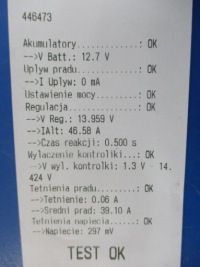 446473
Akumulatory...........: OK
-->V Batt.: 12.7 V
Uplyw pradu...........: OK
-->I Uplyw: 0 mA
Ustawienie mocy.......: OK
Regulacja.............: OK
-->V Reg.: 13.959 V
-->IAlt: 46.58 A
-->Czas reakcji: 0.500 s
Wylaczenie kontrolki...: OK
-->V wyl. kontrolki: 1.3 V - 14.
424 V
Tetnienia pradu.......: OK
-->Tetnienie: 0.06 A
-->Sredni prad: 39.10 A
Tetnienia napiecia......: OK
-->Napiecie: 297 mV
TEST OK